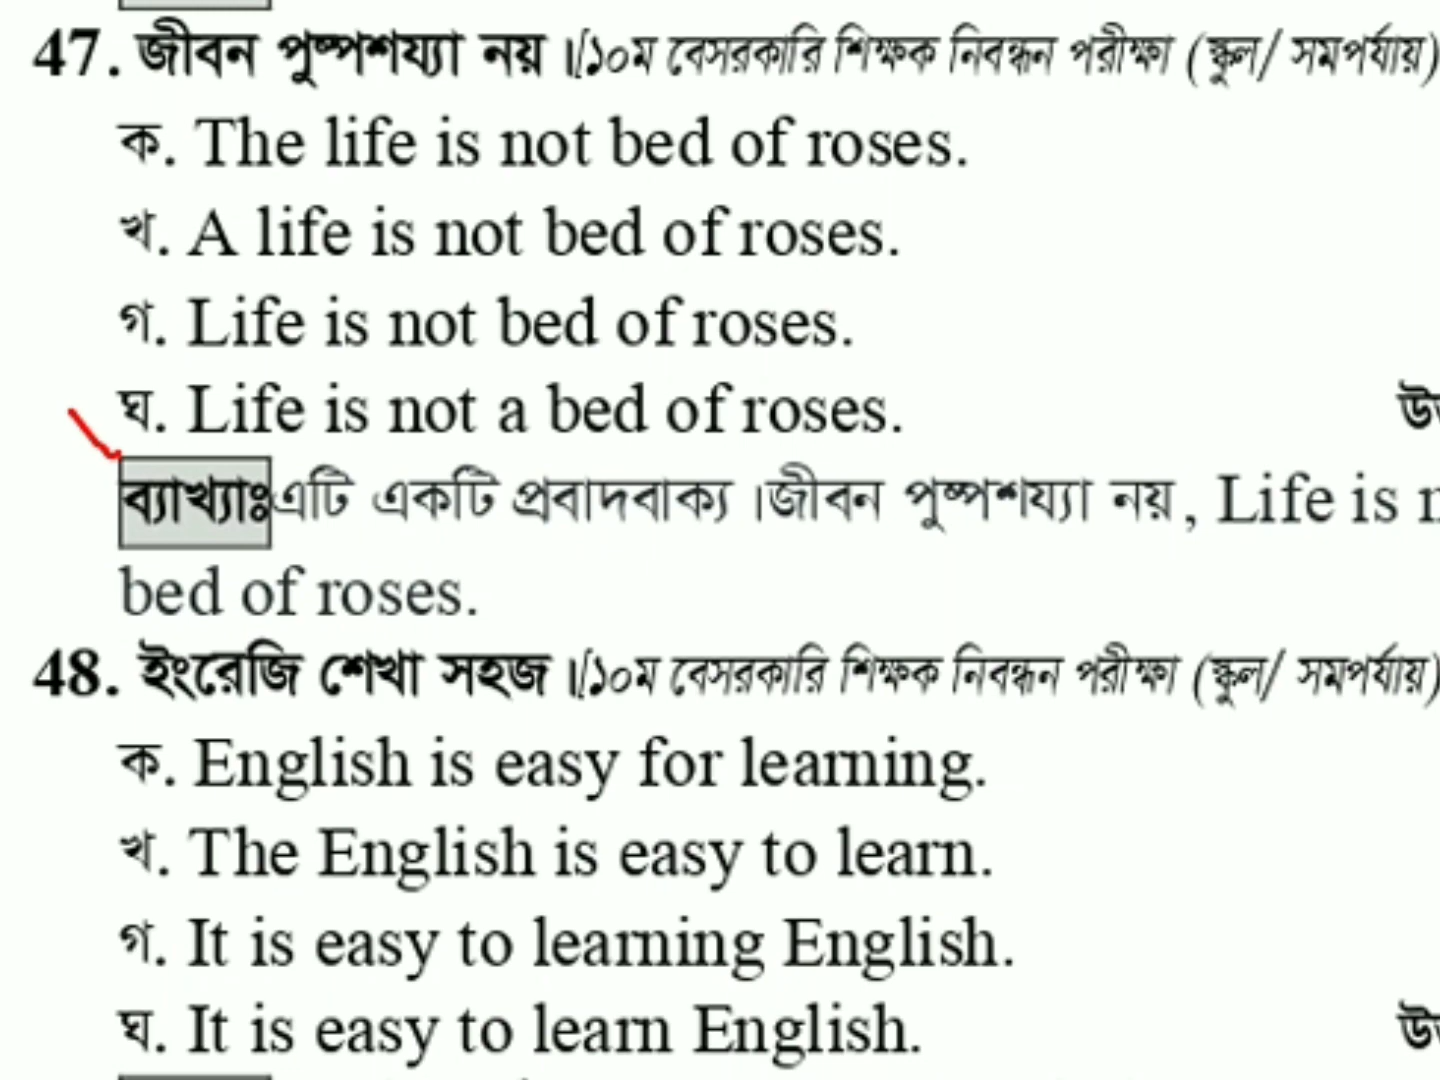 47. জীবন পুষ্পশয্যা নয় ।[১০ম বেসরকারি শিক্ষক নিবন্ধন পরীক্ষা (স্কুল/ সমপর্যায়)
ক. The life is not bed of roses.
খ. A life is not bed of roses.
গ. Life is not bed of roses.
ঘ. Life is not a bed of roses.
ব্যাখ্যাঃ এটি একটি প্রবাদবাক্য ।জীবন পুষ্পশয্যা নয়, Life is
bed of roses.
48. ইংরেজি শেখা সহজ ।[১০ম বেসরকারি শিক্ষক নিবন্ধন পরীক্ষা (স্কুল/ সমপর্যায়)
ক. English is easy for learning.
খ. The English is easy to learn.
গ. It is easy to learning English.
ঘ. It is easy to learn English.